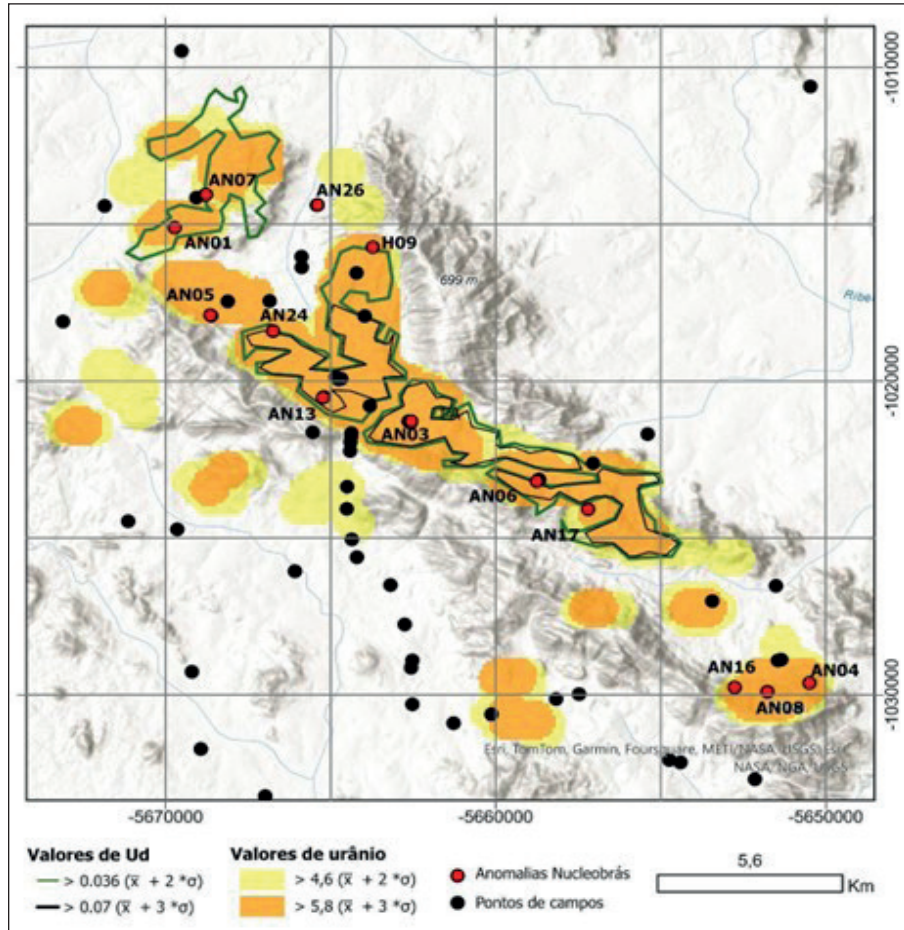 -1010000
AN07
AN26
AN01
H09
699 m
AN05
AN24
Ribe
-1020000
AN13
AN03
AN06
AN17
AN16
AN04
AN08
-1030000
Esri, TomTom, Garmin, Foursquare, METI/NASA, USGS, Esri,
NASA, NGA, USGS
-5670000 -5660000 -5650000
Valores de Ud Valores de urânio
> 0.036 (x̅ + 2 *σ) > 4,6 (x̅ + 2 *σ) Anomalias Nucleobrás 5,6
> 0.07 (x̅ + 3 *σ) > 5,8 (x̅ + 3 *σ) Pontos de campos Km